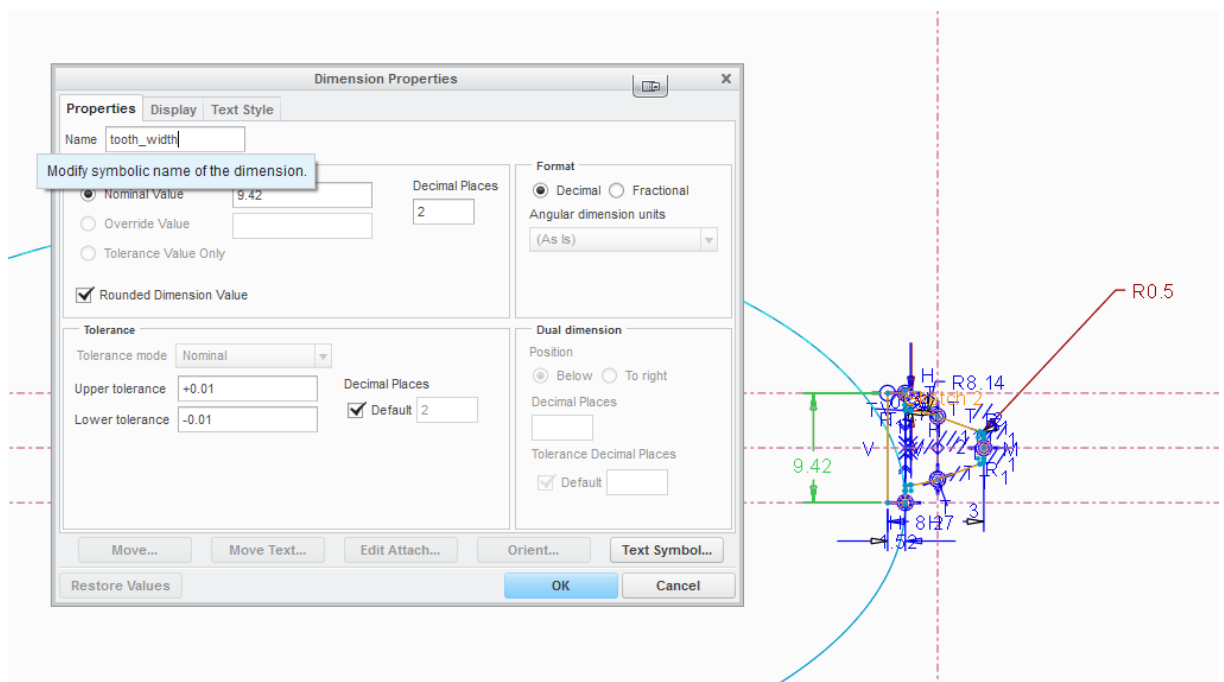 Dimension Properties
X
Properties Display Text Style
Name tooth_width
Modify symbolic name of the dimension.
Nominal Value 9.42
Decimal Places
2
Override Value
Tolerance Value Only
Rounded Dimension Value
Format
Decimal Fractional
Angular dimension units
(As Is)
Tolerance
Tolerance mode Nominal
Upper tolerance +0.01
Lower tolerance -0.01
Decimal Places
Default 2
Dual dimension
Position
Below To right
Decimal Places
Tolerance Decimal Places
Default
Move... Move Text... Edit Attach... Orient... Text Symbol...
Restore Values OK Cancel
R0.5
H
R8.14
V
M
9.42
R 1
3